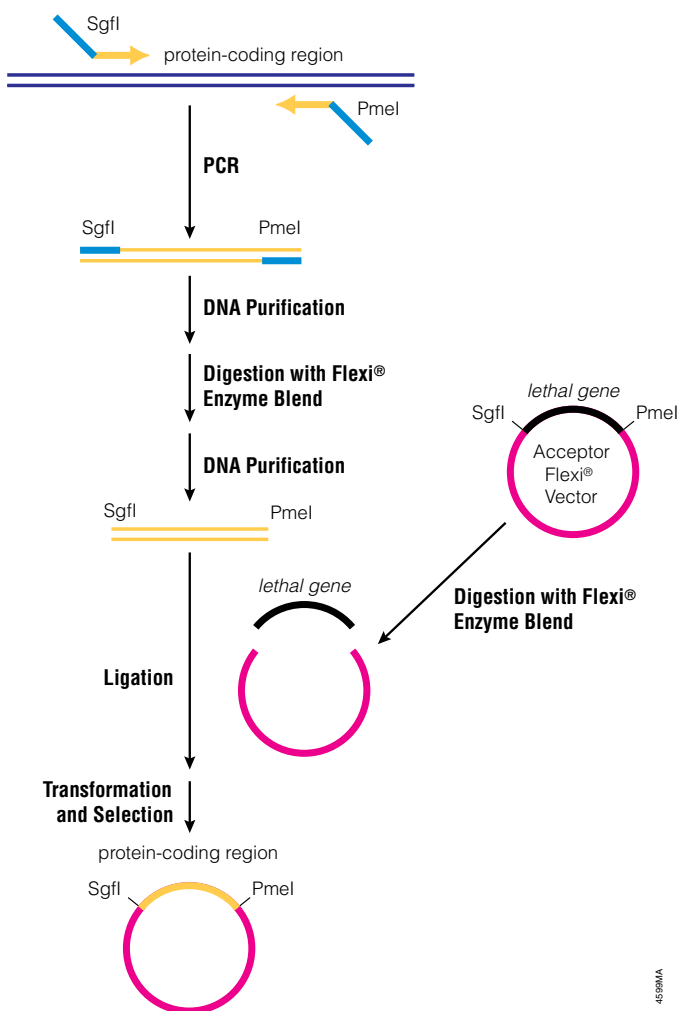 SgfI
protein-coding region
PmeI
PCR
SgfI
PmeI
DNA Purification
Digestion with Flexi®
Enzyme Blend
lethal gene
SgfI
PmeI
Acceptor
Flexi®
Vector
DNA Purification
SgfI
PmeI
lethal gene
Digestion with Flexi®
Enzyme Blend
Ligation
Transformation
and Selection
protein-coding region
SgfI
PmeI
4599MA